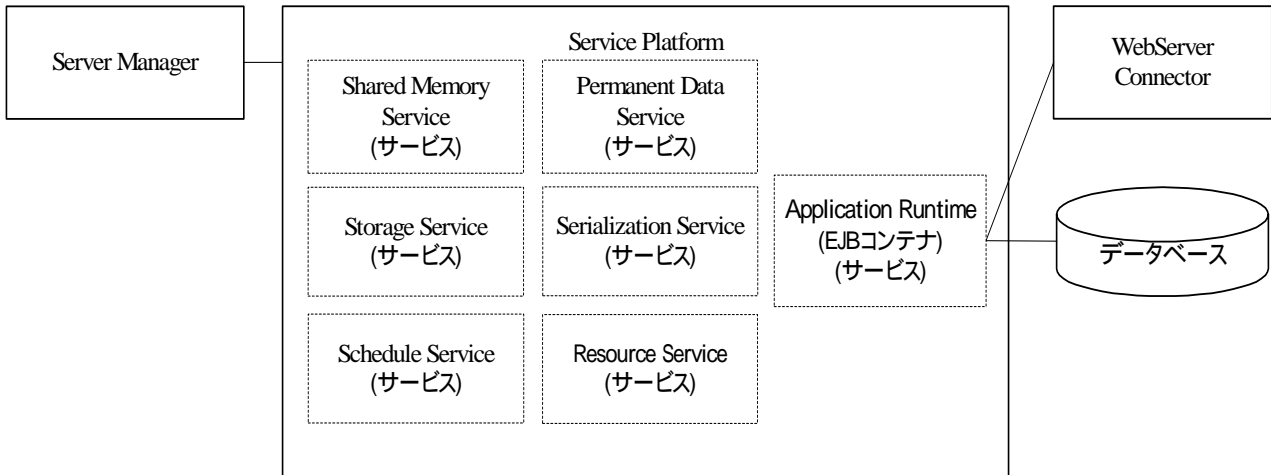 Server Manager
Service Platform
Shared Memory
Service
(サービス)
Permanent Data
Service
(サービス)
Storage Service
(サービス)
Serialization Service
(サービス)
Schedule Service
(サービス)
Resource Service
(サービス)
Application Runtime
(EJBコンテナ)
(サービス)
WebServer
Connector
データベース